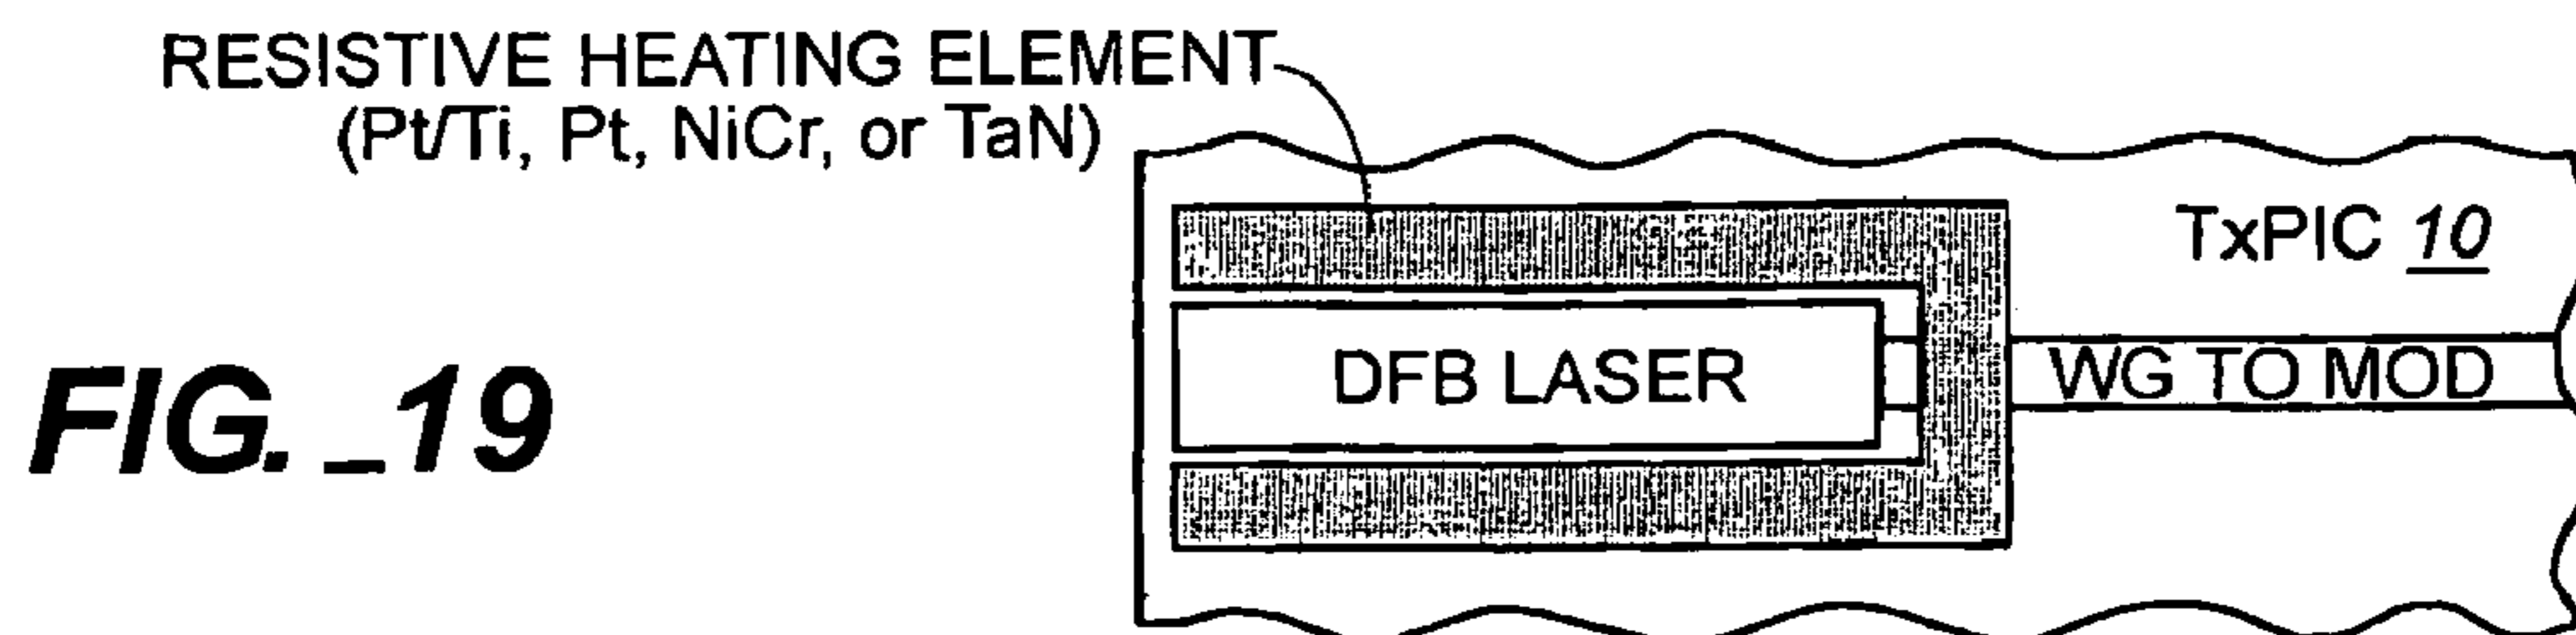 RESISTIVE HEATING ELEMENT
(Pt/Ti, Pt, NiCr, or TaN)
TxPIC 10
DFB LASER
WG TO MOD
FIG._19